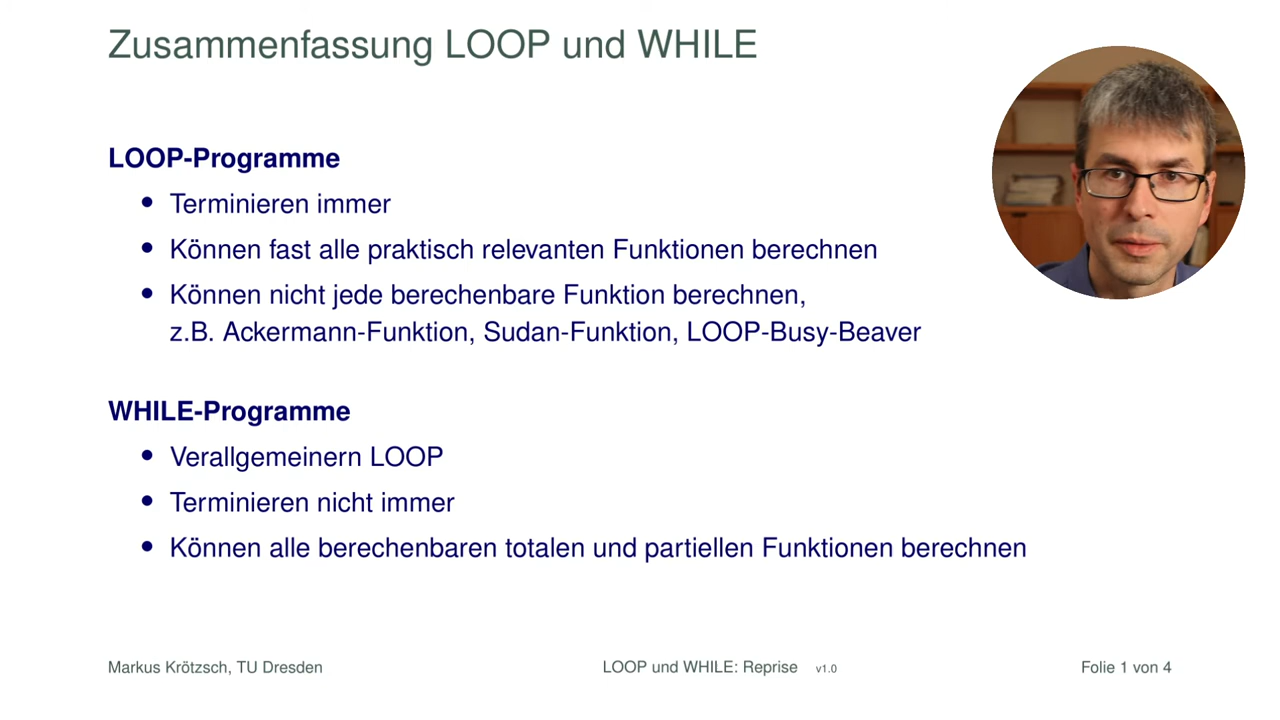 Zusammenfassung LOOP und WHILE
LOOP-Programme
• Terminieren immer
• Können fast alle praktisch relevanten Funktionen berechnen
• Können nicht jede berechenbare Funktion berechnen,
z.B. Ackermann-Funktion, Sudan-Funktion, LOOP-Busy-Beaver
WHILE-Programme
• Verallgemeinern LOOP
• Terminieren nicht immer
• Können alle berechenbaren totalen und partiellen Funktionen berechnen
Markus Krötzsch, TU Dresden LOOP und WHILE: Reprise v1.0 Folie 1 von 4